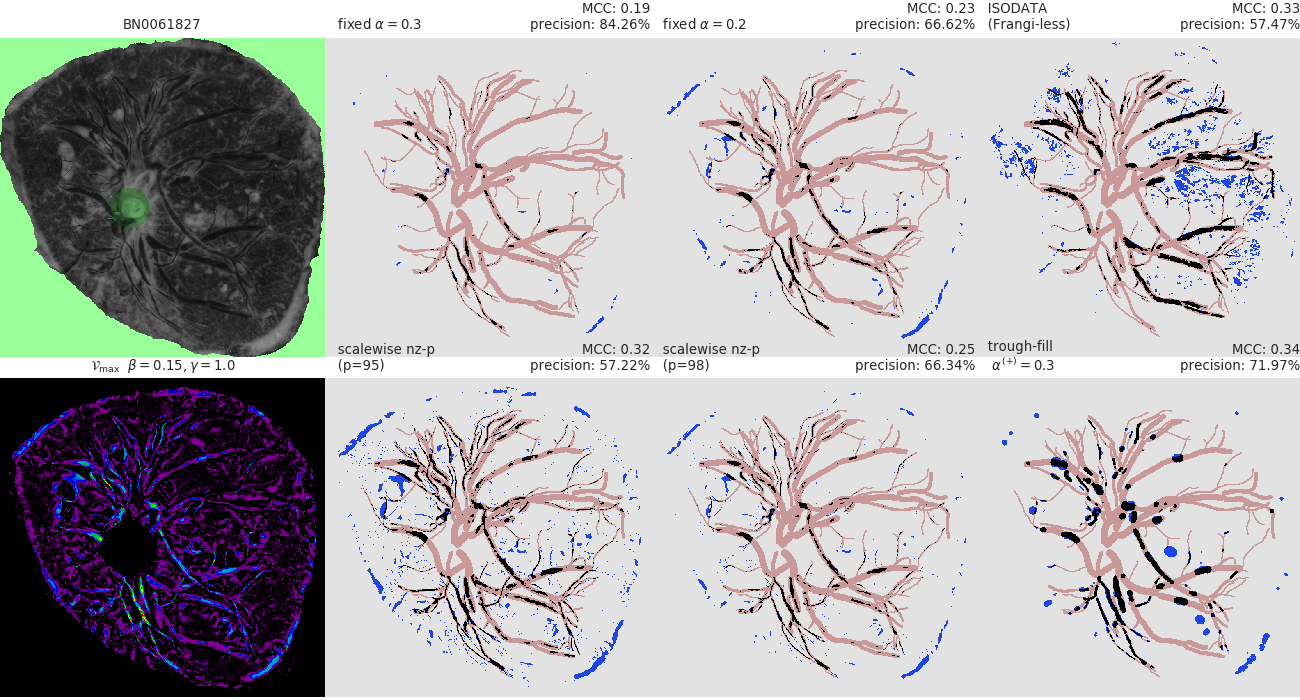 BN0061827
fixed α = 0.3
MCC: 0.19
precision: 84.26%
fixed α = 0.2
MCC: 0.23
precision: 66.62%
ISODATA
(Frangi-less)
MCC: 0.33
precision: 57.47%
𝒱max β = 0.15, γ = 1.0
scalewise nz-p
(p=95)
MCC: 0.32
precision: 57.22%
scalewise nz-p
(p=98)
MCC: 0.25
precision: 66.34%
trough-fill
α(+) = 0.3
MCC: 0.34
precision: 71.97%